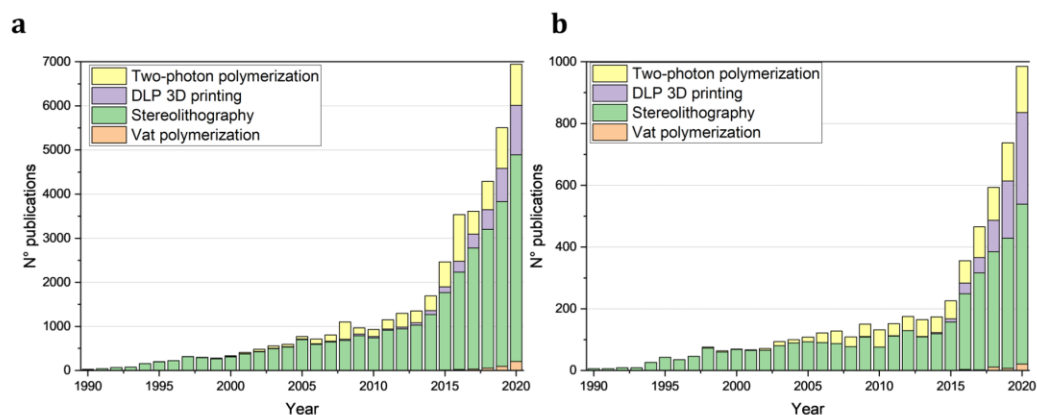 a
7000
6000
5000
4000
3000
2000
1000
0
N° publications
Two-photon polymerization
DLP 3D printing
Stereolithography
Vat polymerization
1990
1995
2000
2005
2010
2015
2020
Year
b
1000
800
600
400
200
0
N° publications
Two-photon polymerization
DLP 3D printing
Stereolithography
Vat polymerization
1990
1995
2000
2005
2010
2015
2020
Year